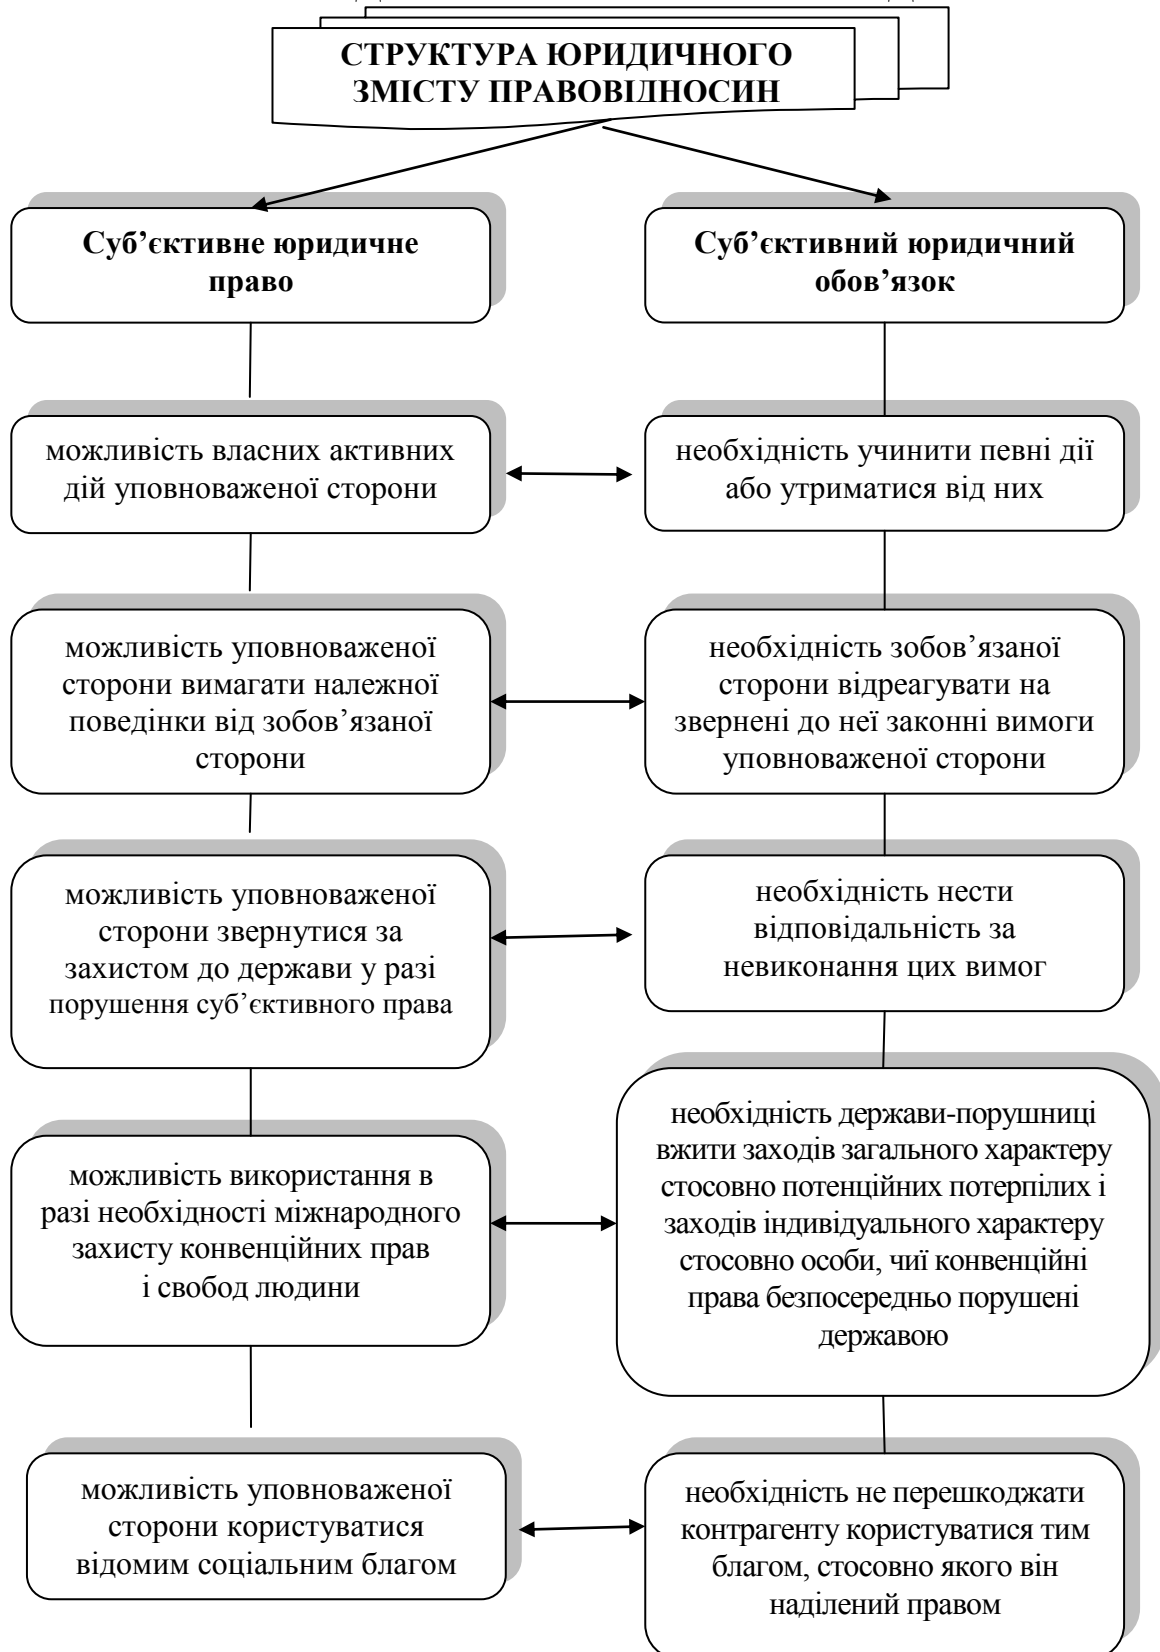 СТРУКТУРА ЮРИДИЧНОГО
ЗМІСТУ ПРАВОВІДНОСИН
Суб’єктивне юридичне
право
Суб’єктивний юридичний
обов’язок
можливість власних активних
дій уповноваженої сторони
необхідність учинити певні дії
або утриматися від них
можливість уповноваженої
сторони вимагати належної
поведінки від зобов’язаної
сторони
необхідність зобов’язаної
сторони відреагувати на
звернені до неї законні вимоги
уповноваженої сторони
можливість уповноваженої
сторони звернутися за
захистом до держави у разі
порушення суб’єктивного права
необхідність нести
відповідальність за
невиконання цих вимог
можливість використання в
разі необхідності міжнародного
захисту конвенційних прав
і свобод людини
необхідність держави-порушниці
вжити заходів загального характеру
стосовно потенційних потерпілих і
заходів індивідуального характеру
стосовно особи, чиї конвенційні
права безпосередньо порушені
державою
можливість уповноваженої
сторони користуватися
відомим соціальним благом
необхідність не перешкоджати
контрагенту користуватися тим
благом, стосовно якого він
наділений правом